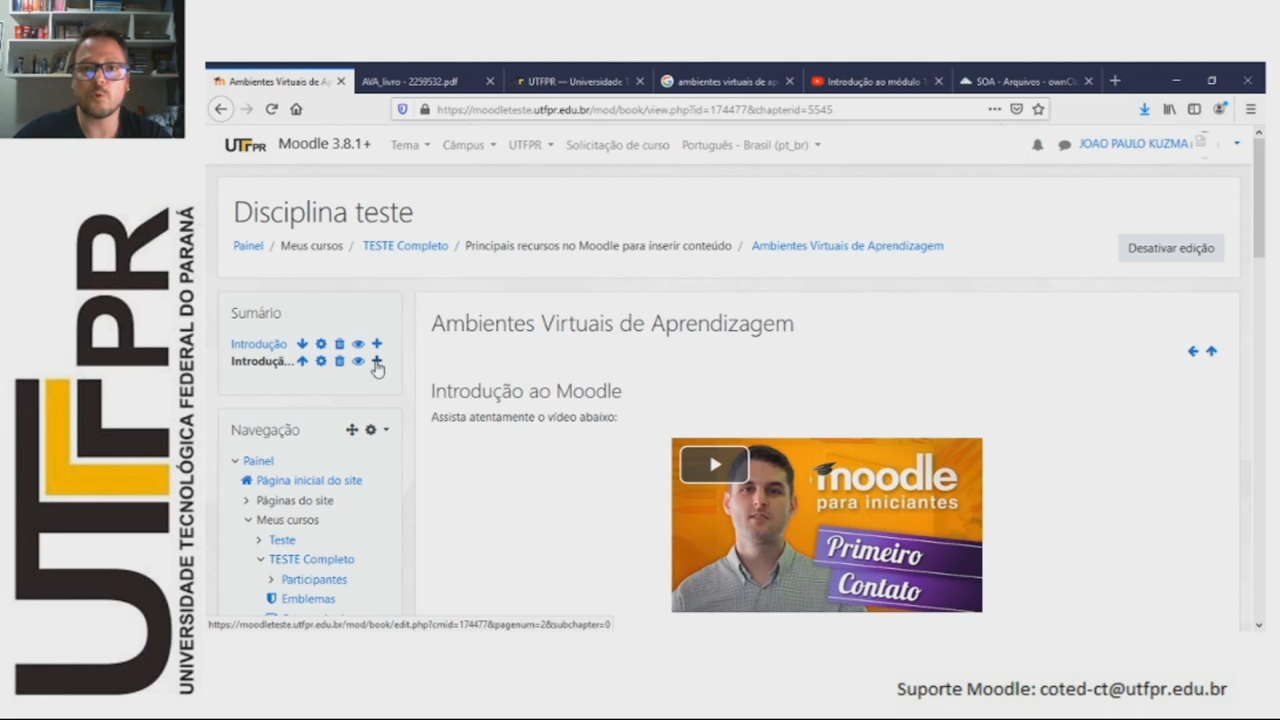 Ambientes Virtuais de Ap
AVA_livro - 2259532.pdf
UTFPR — Universidade T
ambientes virtuais de ap
Introdução ao módulo 1
SOA - Arquivos - ownCl
https://moodleteste.utfpr.edu.br/mod/book/view.php?id=174477&chapterid=5545
UTFPR Moodle 3.8.1+ Tema Câmpus UTFPR Solicitação de curso Português - Brasil (pt_br) JOAO PAULO KUZMA
Disciplina teste
Painel / Meus cursos / TESTE Completo / Principais recursos no Moodle para inserir conteúdo / Ambientes Virtuais de Aprendizagem
Desativar edição
Sumário
Introdução
Introduçã...
Navegação
Painel
Página inicial do site
Páginas do site
Meus cursos
Teste
TESTE Completo
Participantes
Emblemas
Ambientes Virtuais de Aprendizagem
Introdução ao Moodle
Assista atentamente o vídeo abaixo:
moodle
para iniciantes
Primeiro
Contato
https://moodleteste.utfpr.edu.br/mod/book/edit.php?cmid=174477&pagenum=2&subchapter=0
UTFPR
UNIVERSIDADE TECNOLÓGICA FEDERAL DO PARANÁ
Suporte Moodle: coted-ct@utfpr.edu.br